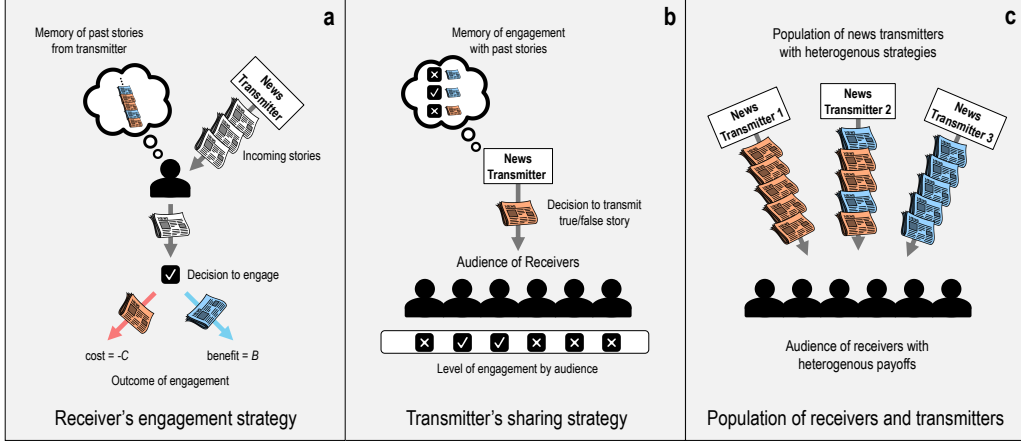 a
Memory of past stories
from transmitter
News
Transmitter
Incoming stories
Decision to engage
cost = -C
benefit = B
Outcome of engagement
Receiver's engagement strategy
b
Memory of engagement
with past stories
News
Transmitter
Decision to transmit
true/false story
Audience of Receivers
Level of engagement by audience
Transmitter's sharing strategy
c
Population of news transmitters
with heterogenous strategies
News
Transmitter 1
News
Transmitter 2
News
Transmitter 3
Audience of receivers with
heterogenous payoffs
Population of receivers and transmitters